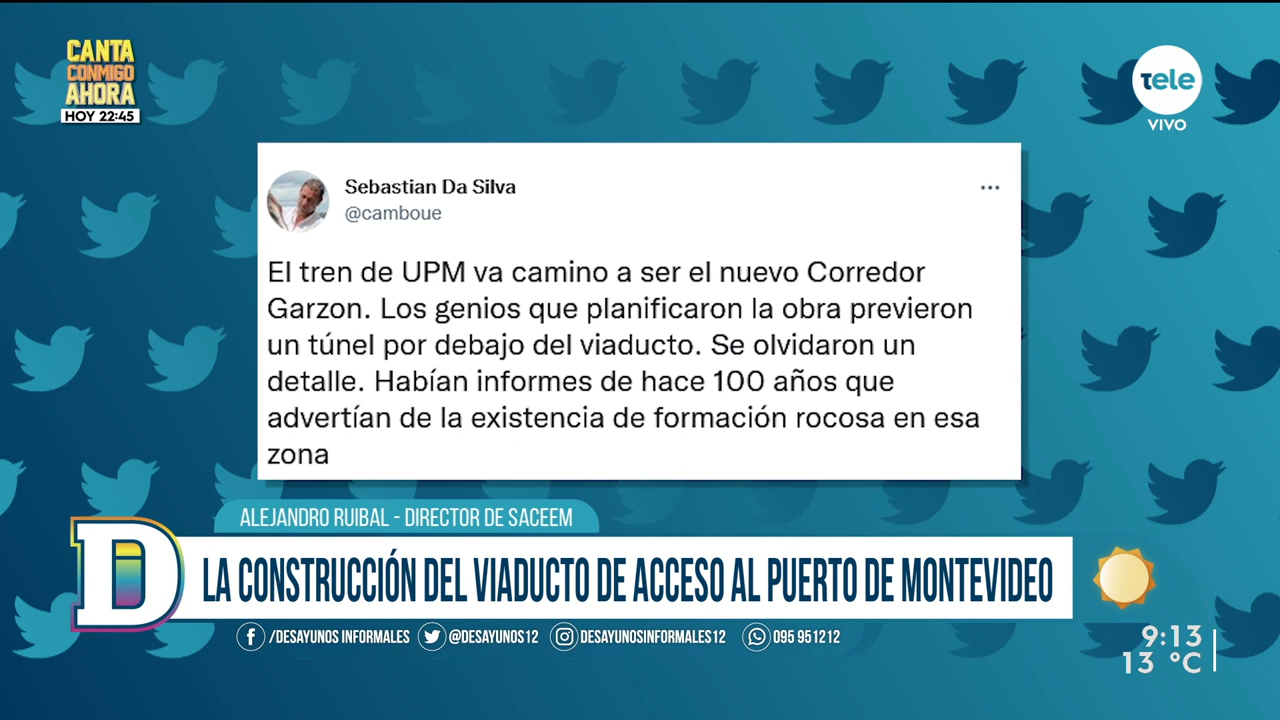 CANTA
CONMIGO
AHORA
HOY 22:45
tele
VIVO
Sebastian Da Silva
@camboue
El tren de UPM va camino a ser el nuevo Corredor
Garzon. Los genios que planificaron la obra previeron
un túnel por debajo del viaducto. Se olvidaron un
detalle. Habían informes de hace 100 años que
advertían de la existencia de formación rocosa en esa
zona
ALEJANDRO RUIBAL - DIRECTOR DE SACEEM
D
LA CONSTRUCCIÓN DEL VIADUCTO DE ACCESO AL PUERTO DE MONTEVIDEO
/DESAYUNOS INFORMALES @DESAYUNOS12 DESAYUNOSINFORMALES12 095 951212
9:13
13 °C